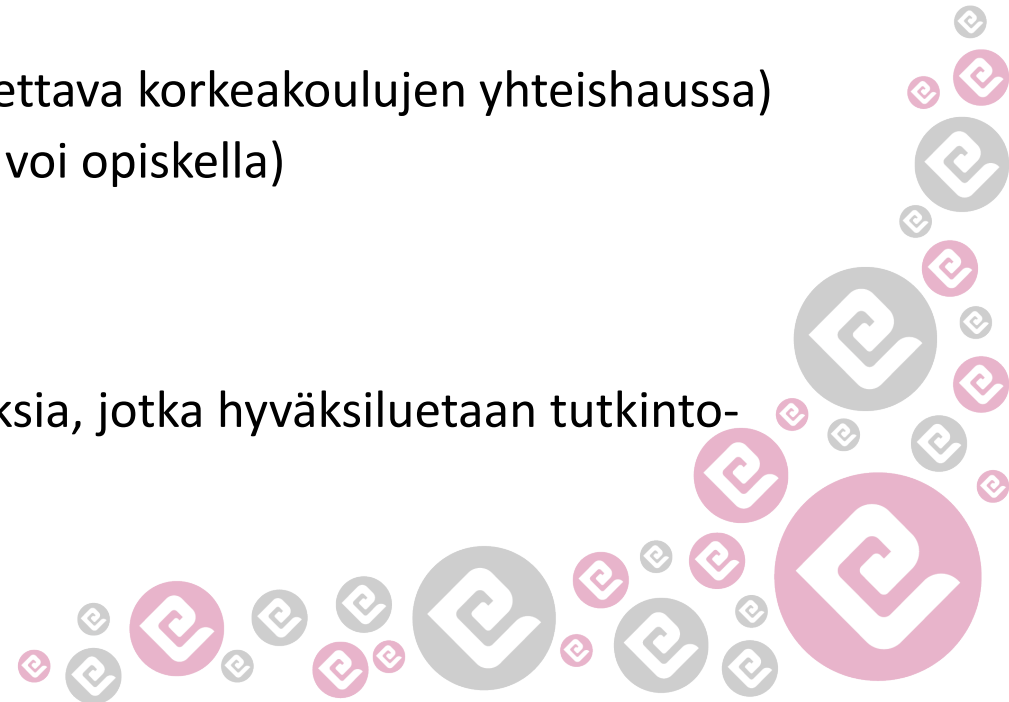 ettava korkeakoulujen yhteishaussa)
voi opiskella)
ksia, jotka hyväksiluetaan tutkinto-